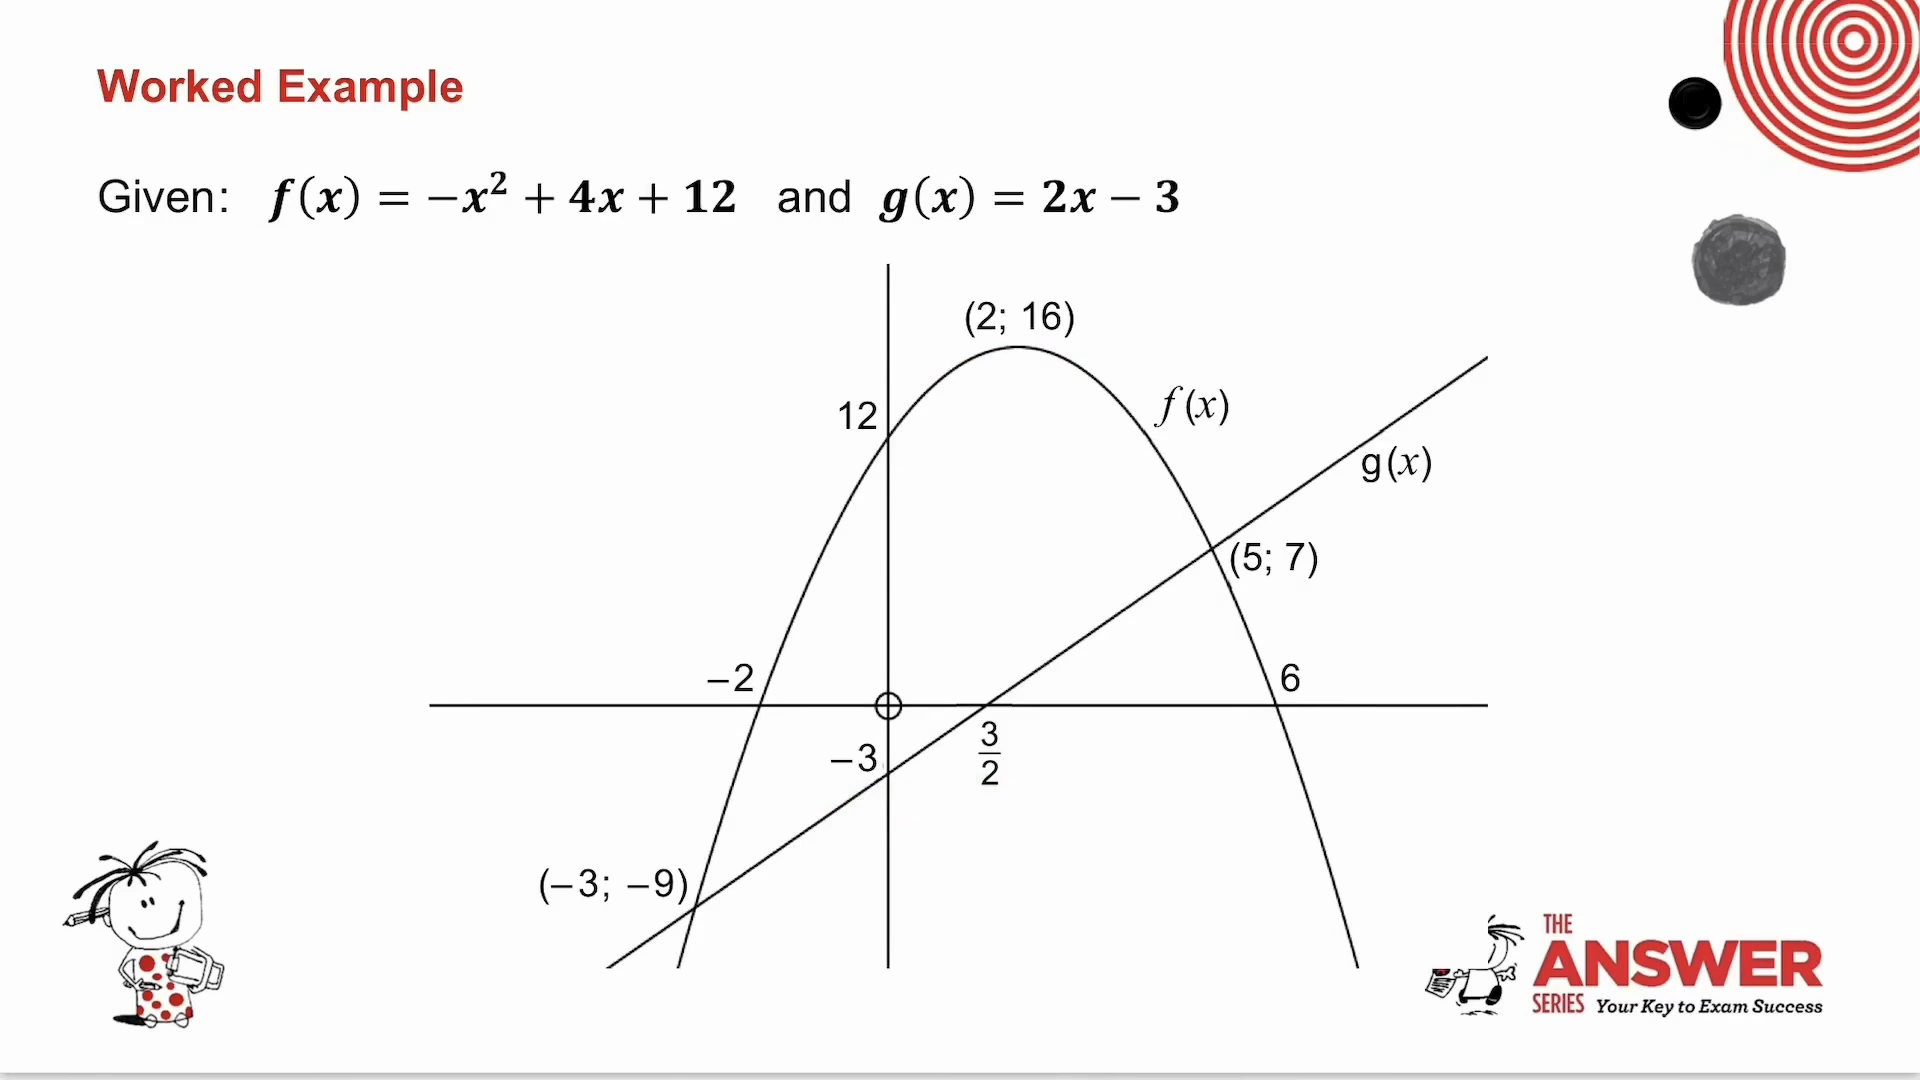 Worked Example
Given: f(x) = −x² + 4x + 12 and g(x) = 2x − 3
(2; 16)
12
f(x)
g(x)
(5; 7)
−2
6
−3
3/2
(−3; −9)
THE
ANSWER
SERIES Your Key to Exam Success